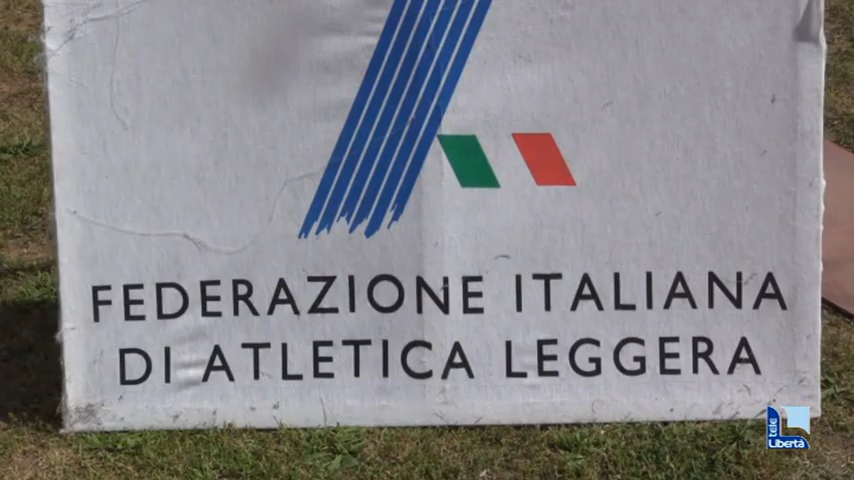 FEDERAZIONE ITALIANA
DI ATLETICA LEGGERA
tele
Libertà